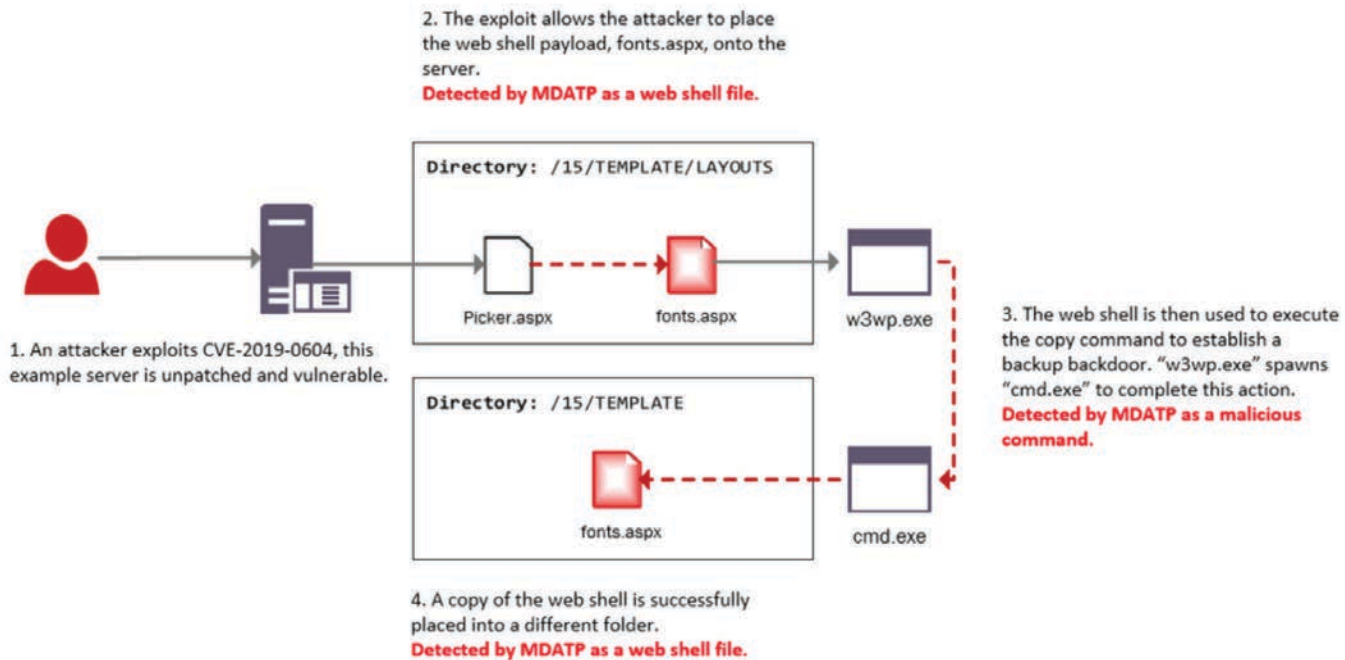 2. The exploit allows the attacker to place
the web shell payload, fonts.aspx, onto the
server.
Detected by MDATP as a web shell file.
Directory: /15/TEMPLATE/LAYOUTS
Picker.aspx
fonts.aspx
w3wp.exe
1. An attacker exploits CVE-2019-0604, this
example server is unpatched and vulnerable.
3. The web shell is then used to execute
the copy command to establish a
backup backdoor. “w3wp.exe” spawns
“cmd.exe” to complete this action.
Detected by MDATP as a malicious
command.
Directory: /15/TEMPLATE
fonts.aspx
cmd.exe
4. A copy of the web shell is successfully
placed into a different folder.
Detected by MDATP as a web shell file.